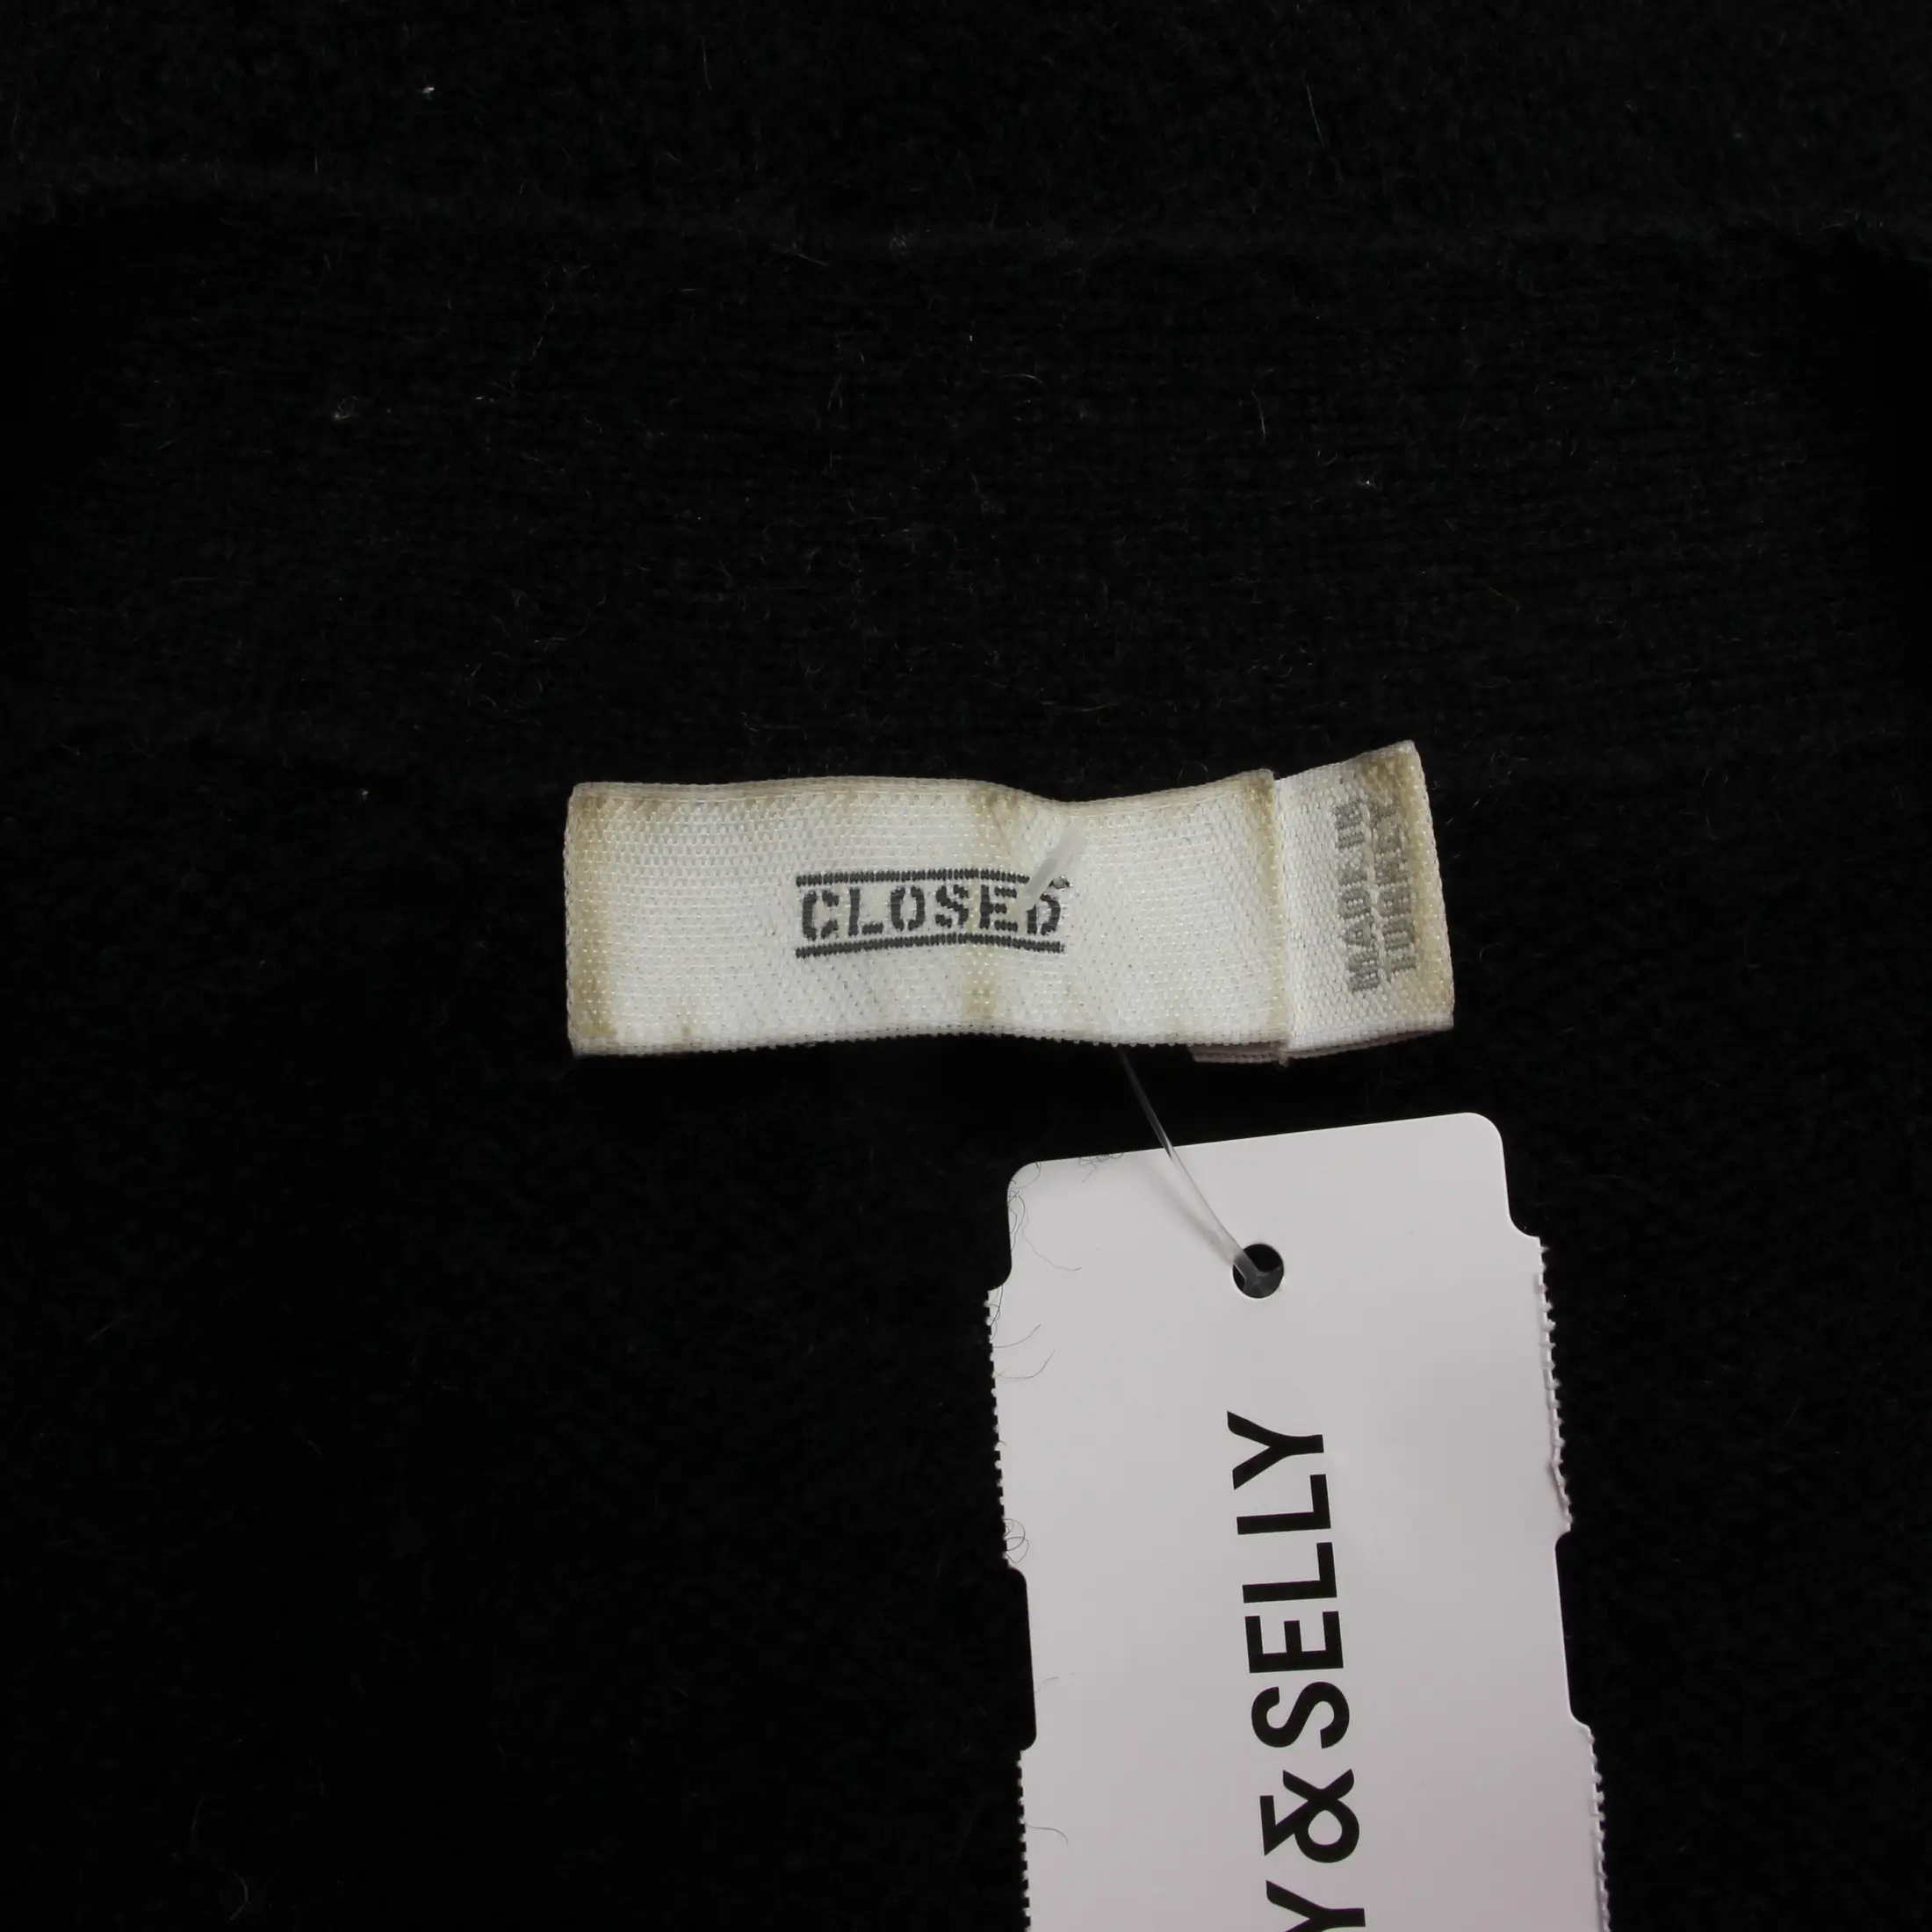 CLOSED
MADE IN
TURKEY
Y & SELLY